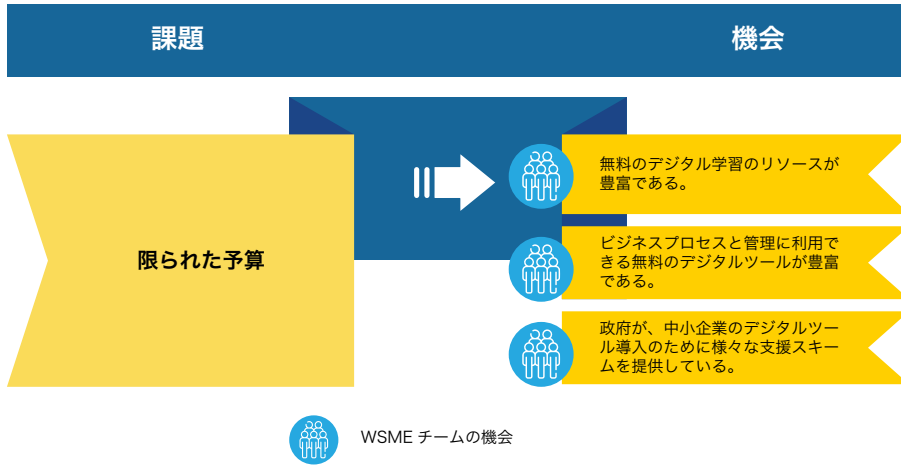 課題
機会
限られた予算
無料のデジタル学習のリソースが
豊富である。
ビジネスプロセスと管理に利用で
きる無料のデジタルツールが豊富
である。
政府が、中小企業のデジタルツー
ル導入のために様々な支援スキー
ムを提供している。
WSME チームの機会